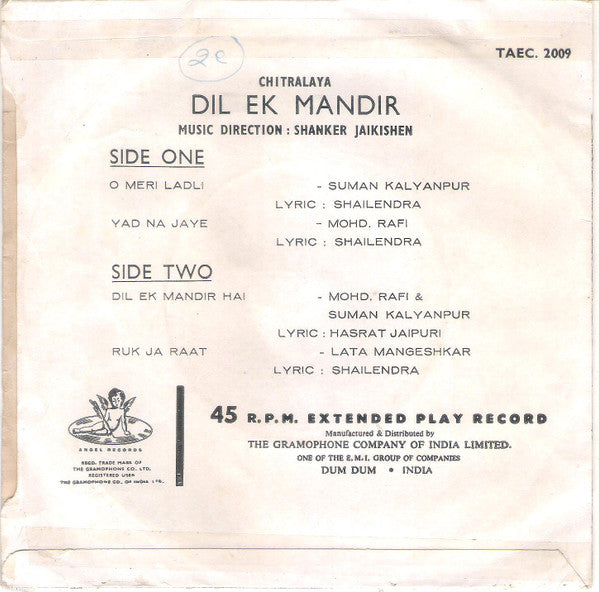 2c
TAEC. 2009
CHITRALAYA
DIL EK MANDIR
MUSIC DIRECTION : SHANKER JAIKISHEN
SIDE ONE
O MERI LADLI - SUMAN KALYANPUR
LYRIC : SHAILENDRA
YAD NA JAYE - MOHD. RAFI
LYRIC : SHAILENDRA
SIDE TWO
DIL EK MANDIR HAI - MOHD. RAFI &
SUMAN KALYANPUR
LYRIC : HASRAT JAIPURI
RUK JA RAAT - LATA MANGESHKAR
LYRIC : SHAILENDRA
ANGEL RECORDS
REGD. TRADE MARK OF
THE GRAMOPHONE CO. LTD.
REGISTERED USER
THE GRAMOPHONE CO. OF INDIA LTD.
45 R.P.M. EXTENDED PLAY RECORD
Manufactured & Distributed by
THE GRAMOPHONE COMPANY OF INDIA LIMITED.
ONE OF THE E.M.I. GROUP OF COMPANIES
DUM DUM • INDIA